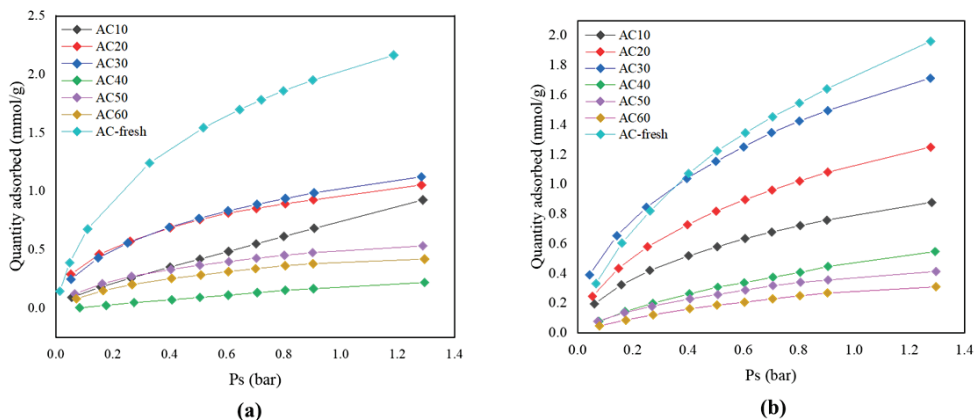 2.5
2.0
1.5
1.0
0.5
0.0
Quantity adsorbed (mmol/g)
AC10
AC20
AC30
AC40
AC50
AC60
AC-fresh
0.0 0.2 0.4 0.6 0.8 1.0 1.2 1.4
Ps (bar)
(a)
2.0
1.8
1.6
1.4
1.2
1.0
0.8
0.6
0.4
0.2
0.0
Quantity adsorbed (mmol/g)
AC10
AC20
AC30
AC40
AC50
AC60
AC-fresh
0.0 0.2 0.4 0.6 0.8 1.0 1.2 1.4
Ps (bar)
(b)